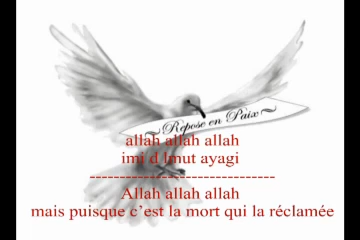 ~Repose en Paix~
allah allah allah
imi d lmut ayagi
-------------------------------
Allah allah allah
mais puisque c'est la mort qui la réclamée